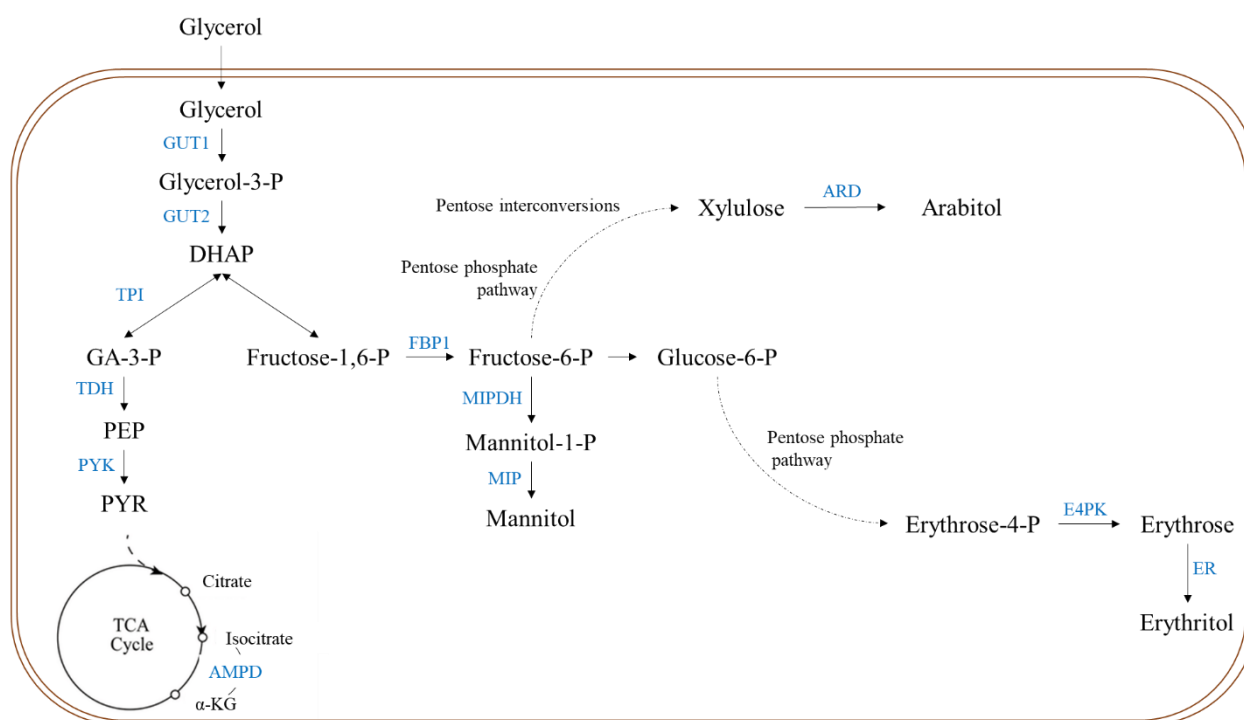 Glycerol
Glycerol
GUT1
Glycerol-3-P
GUT2
DHAP
TPI
GA-3-P
TDH
PEP
PYK
PYR
TCA
Cycle
Citrate
Isocitrate
AMPD
α-KG
Fructose-1,6-P
FBP1
Fructose-6-P
MIPDH
Mannitol-1-P
MIP
Mannitol
Pentose interconversions
Pentose phosphate
pathway
Xylulose
ARD
Arabitol
Glucose-6-P
Pentose phosphate
pathway
Erythrose-4-P
E4PK
Erythrose
ER
Erythritol